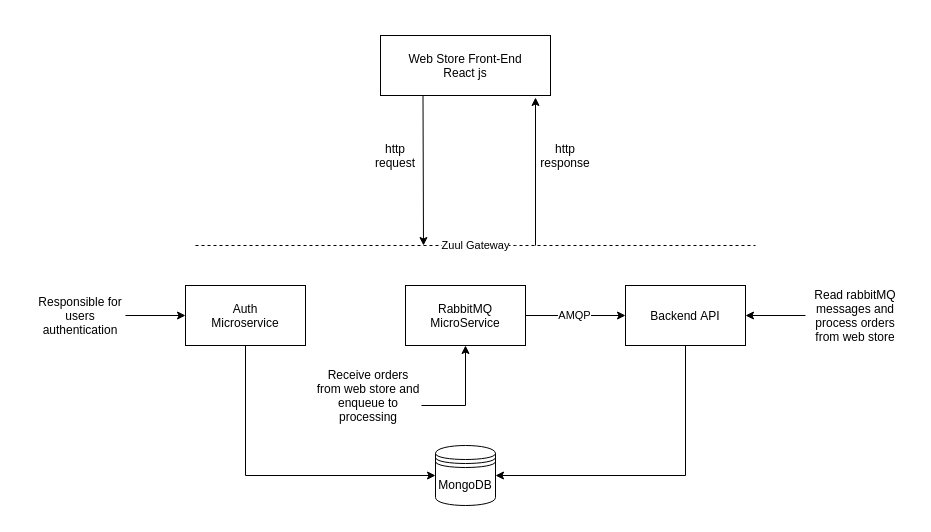 Web Store Front-End
React js
http
request
http
response
Zuul Gateway
Responsible for
users
authentication
Auth
Microservice
RabbitMQ
MicroService
AMQP
Backend API
Read rabbitMQ
messages and
process orders
from web store
Receive orders
from web store and
enqueue to
processing
MongoDB